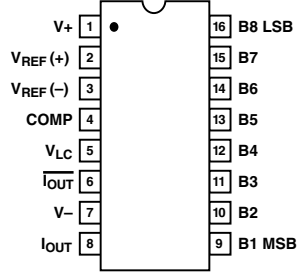 V+ 1 16 B8 LSB
VREF (+) 2 15 B7
VREF (–) 3 14 B6
COMP 4 13 B5
VLC 5 12 B4
IOUT 6 11 B3
V– 7 10 B2
IOUT 8 9 B1 MSB